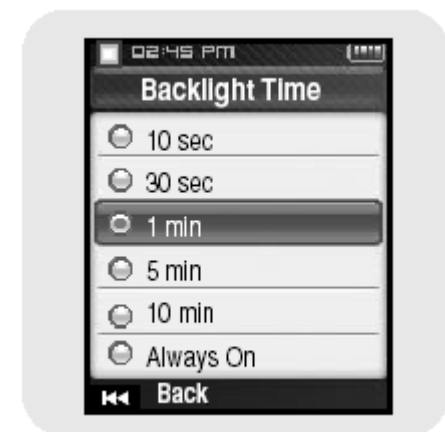 02:45 PM
Backlight Time
10 sec
30 sec
1 min
5 min
10 min
Always On
Back